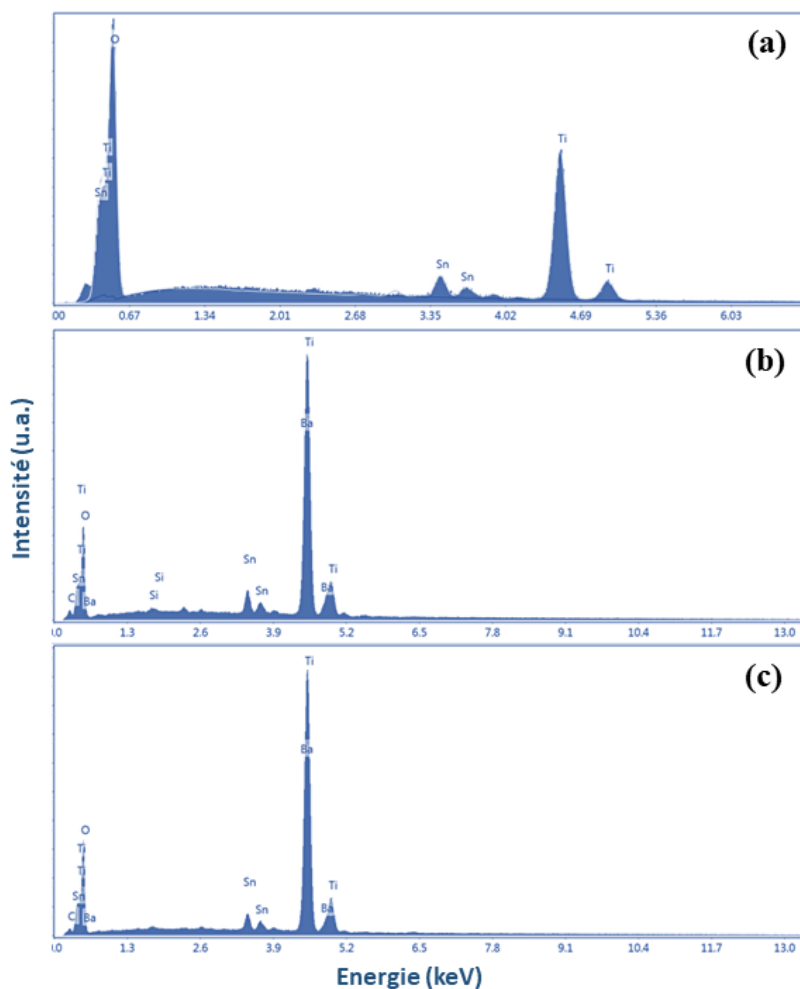 (a)
O
Ti
Ti
Sn
Ti
Sn
Sn
Ti
00 0.67 1.34 2.01 2.68 3.35 4.02 4.69 5.36 6.03
(b)
Ti
Ba
Ti
O
Ti
Sn
C
Ba
Si
Si
Sn
Sn
Ti
Ba
0.0 1.3 2.6 3.9 5.2 6.5 7.8 9.1 10.4 11.7 13.0
(c)
Ti
Ba
O
Ti
Ti
Sn
C
Ba
Sn
Sn
Ti
Ba
0.0 1.3 2.6 3.9 5.2 6.5 7.8 9.1 10.4 11.7 13.0
Intensité (u.a.)
Energie (keV)